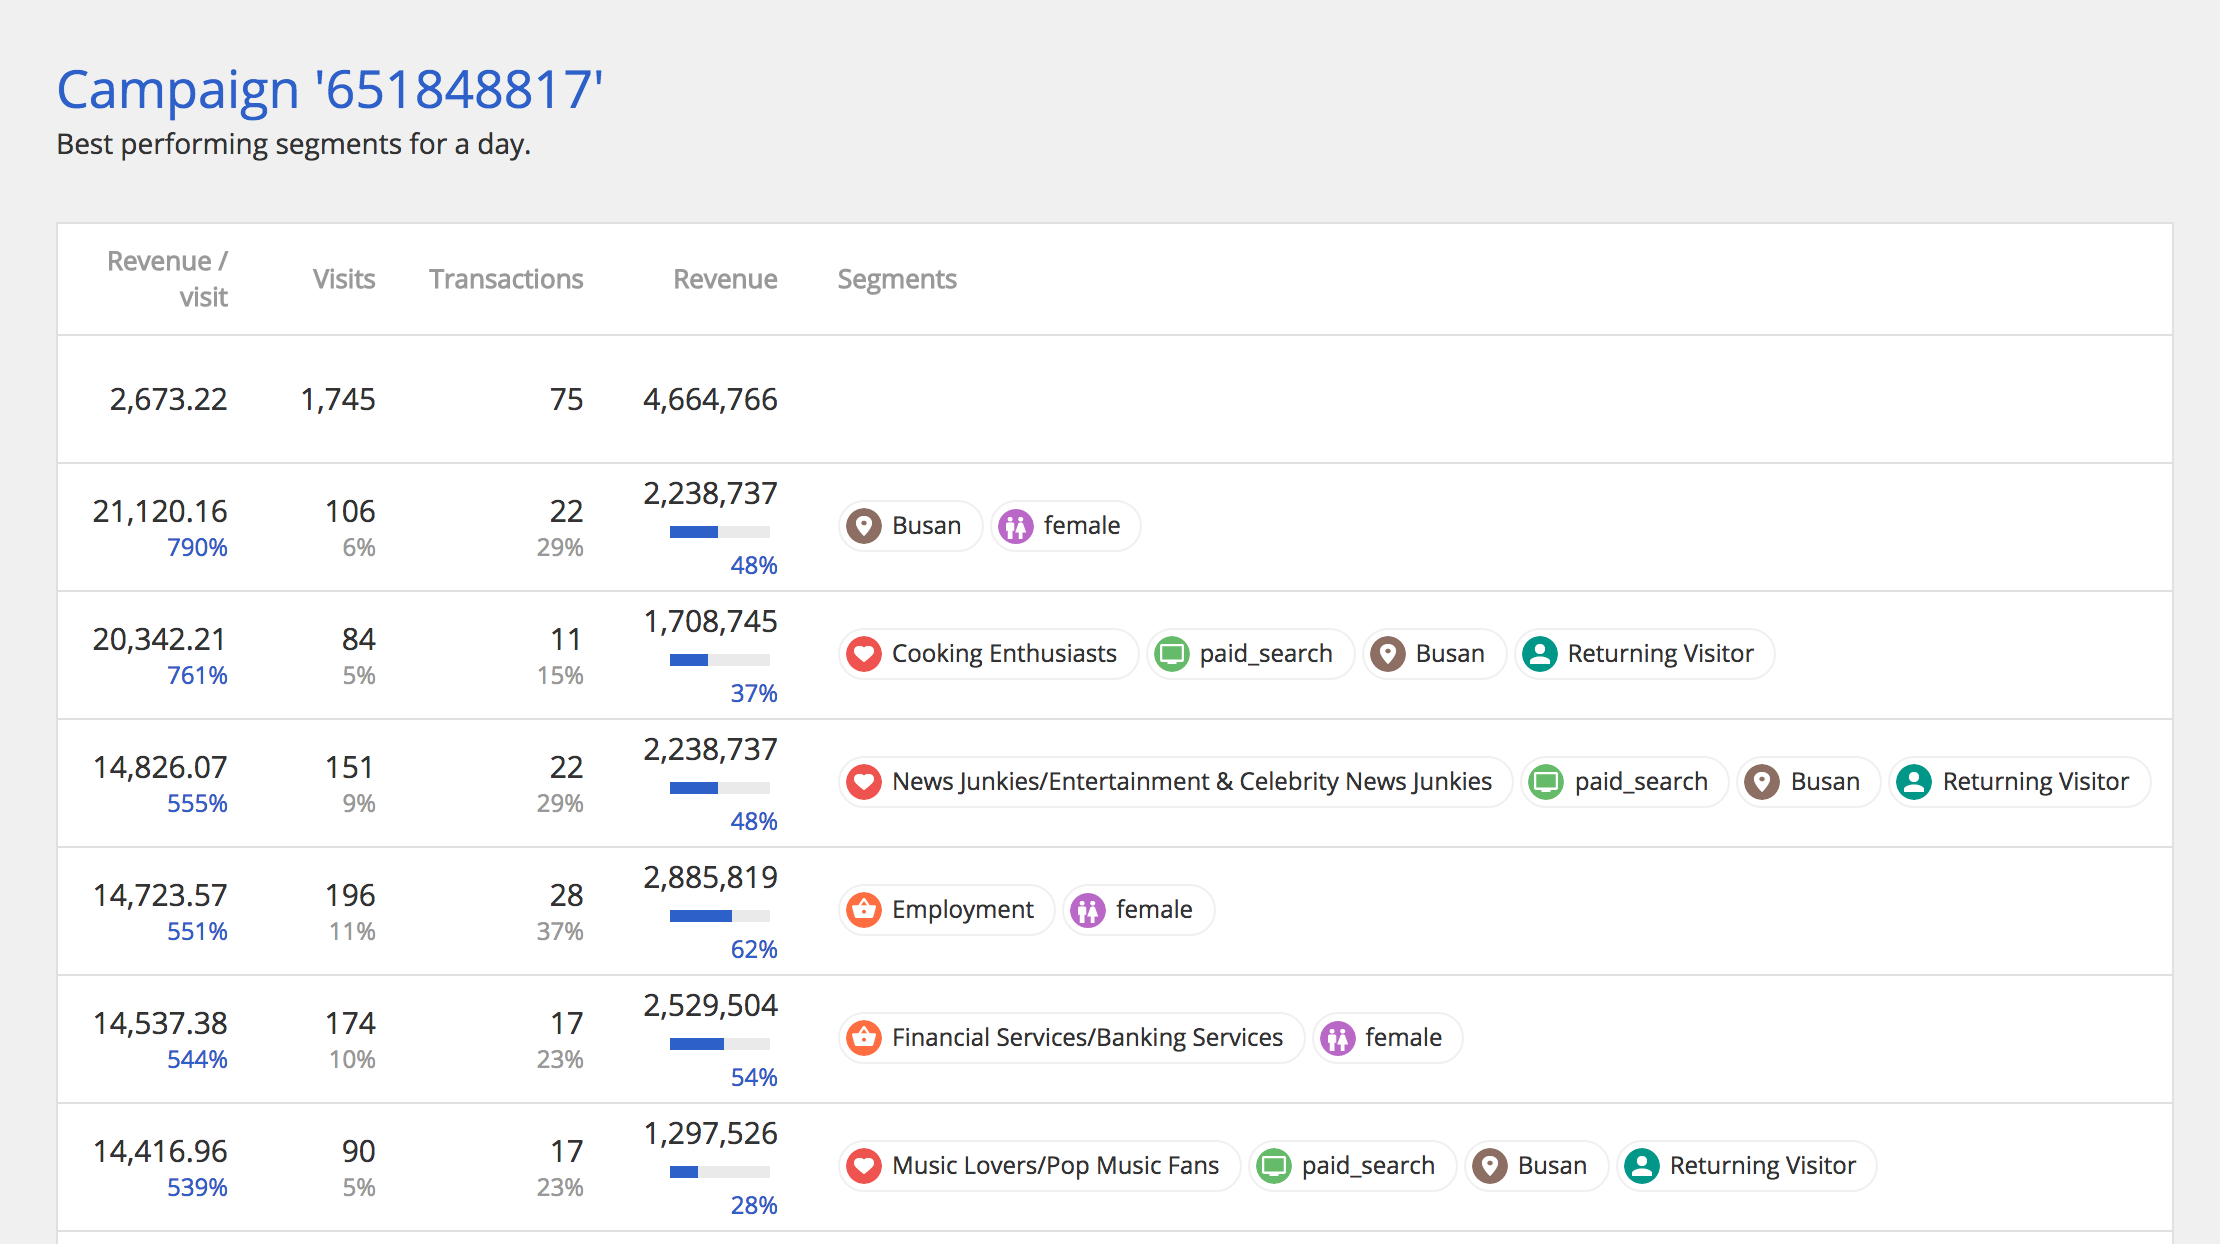 Campaign '651848817'
Best performing segments for a day.
Revenue / visit Visits Transactions Revenue Segments
2,673.22 1,745 75 4,664,766
21,120.16 106 22 2,238,737 Busan female
790% 6% 29% 48%
20,342.21 84 11 1,708,745 Cooking Enthusiasts paid_search Busan Returning Visitor
761% 5% 15% 37%
14,826.07 151 22 2,238,737 News Junkies/Entertainment & Celebrity News Junkies paid_search Busan Returning Visitor
555% 9% 29% 48%
14,723.57 196 28 2,885,819 Employment female
551% 11% 37% 62%
14,537.38 174 17 2,529,504 Financial Services/Banking Services female
544% 10% 23% 54%
14,416.96 90 17 1,297,526 Music Lovers/Pop Music Fans paid_search Busan Returning Visitor
539% 5% 23% 28%